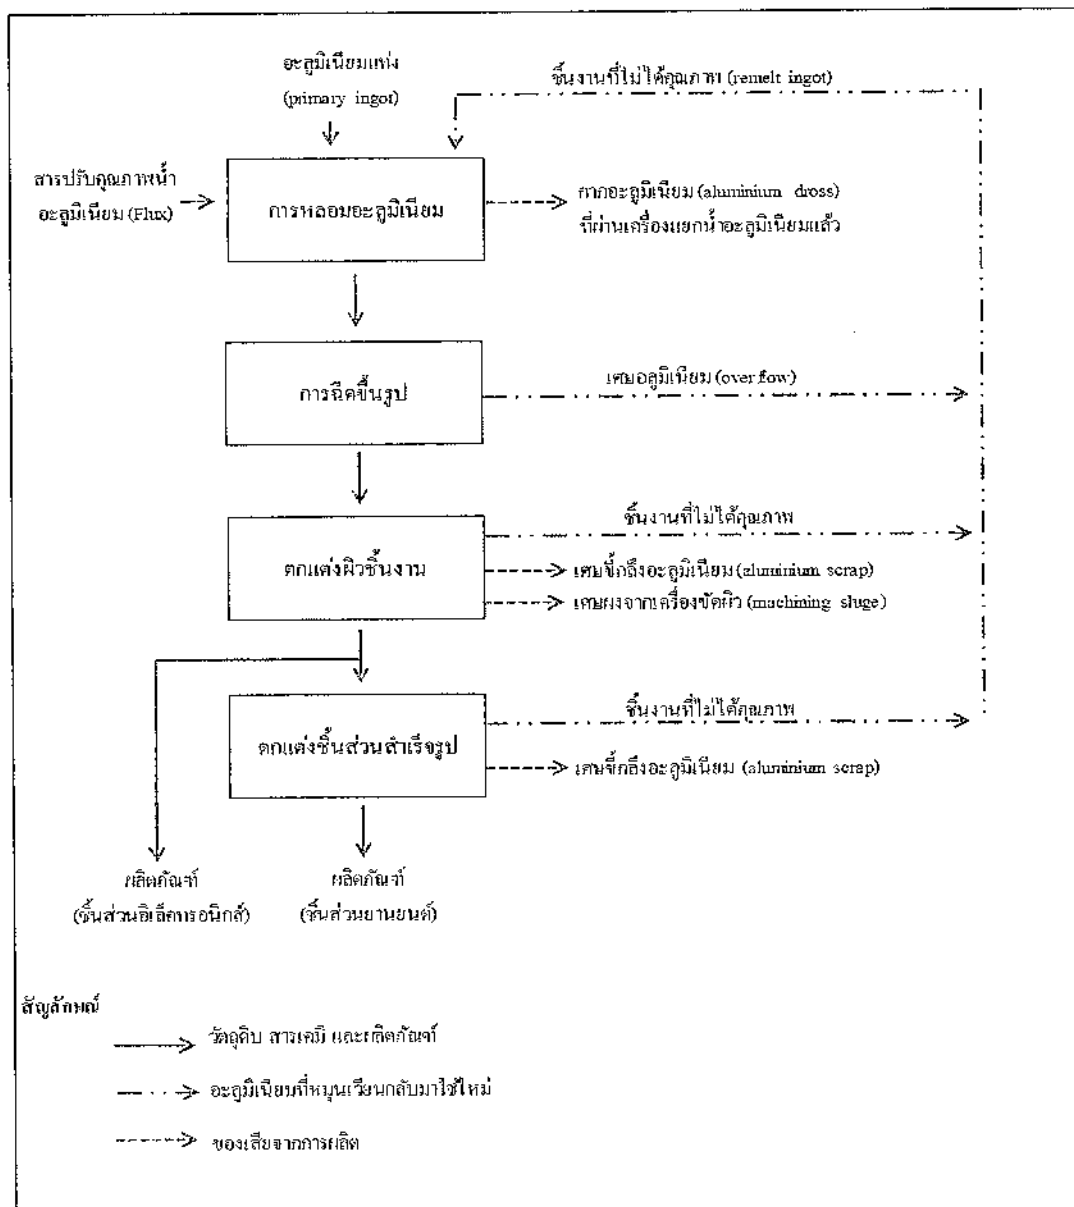 อะลูมิเนียมแท่ง
(primary ingot)
ชิ้นงานที่ไม่ได้คุณภาพ (remelt ingot)
สารปรับคุณภาพน้ำ
อะลูมิเนียม (Flux)
การหลอมอะลูมิเนียม
กากอะลูมิเนียม (aluminium dross)
ที่ผ่านเครื่องแยกน้ำอะลูมิเนียมแล้ว
การฉีดขึ้นรูป
เศษอลูมิเนียม (over flow)
ตกแต่งผิวชิ้นงาน
ชิ้นงานที่ไม่ได้คุณภาพ
เศษขี้กลึงอะลูมิเนียม (aluminium scrap)
เศษผงจากเครื่องขัดผิว (machining sluge)
ตกแต่งชิ้นส่วนสำเร็จรูป
ชิ้นงานที่ไม่ได้คุณภาพ
เศษขี้กลึงอะลูมิเนียม (aluminium scrap)
ผลิตภัณฑ์
(ชิ้นส่วนอิเล็คทรอนิกส์)
ผลิตภัณฑ์
(ชิ้นส่วนยานยนต์)
สัญลักษณ์
วัตถุดิบ สารเคมี และผลิตภัณฑ์
อะลูมิเนียมที่หมุนเวียนกลับมาใช้ใหม่
ของเสียจากการผลิต